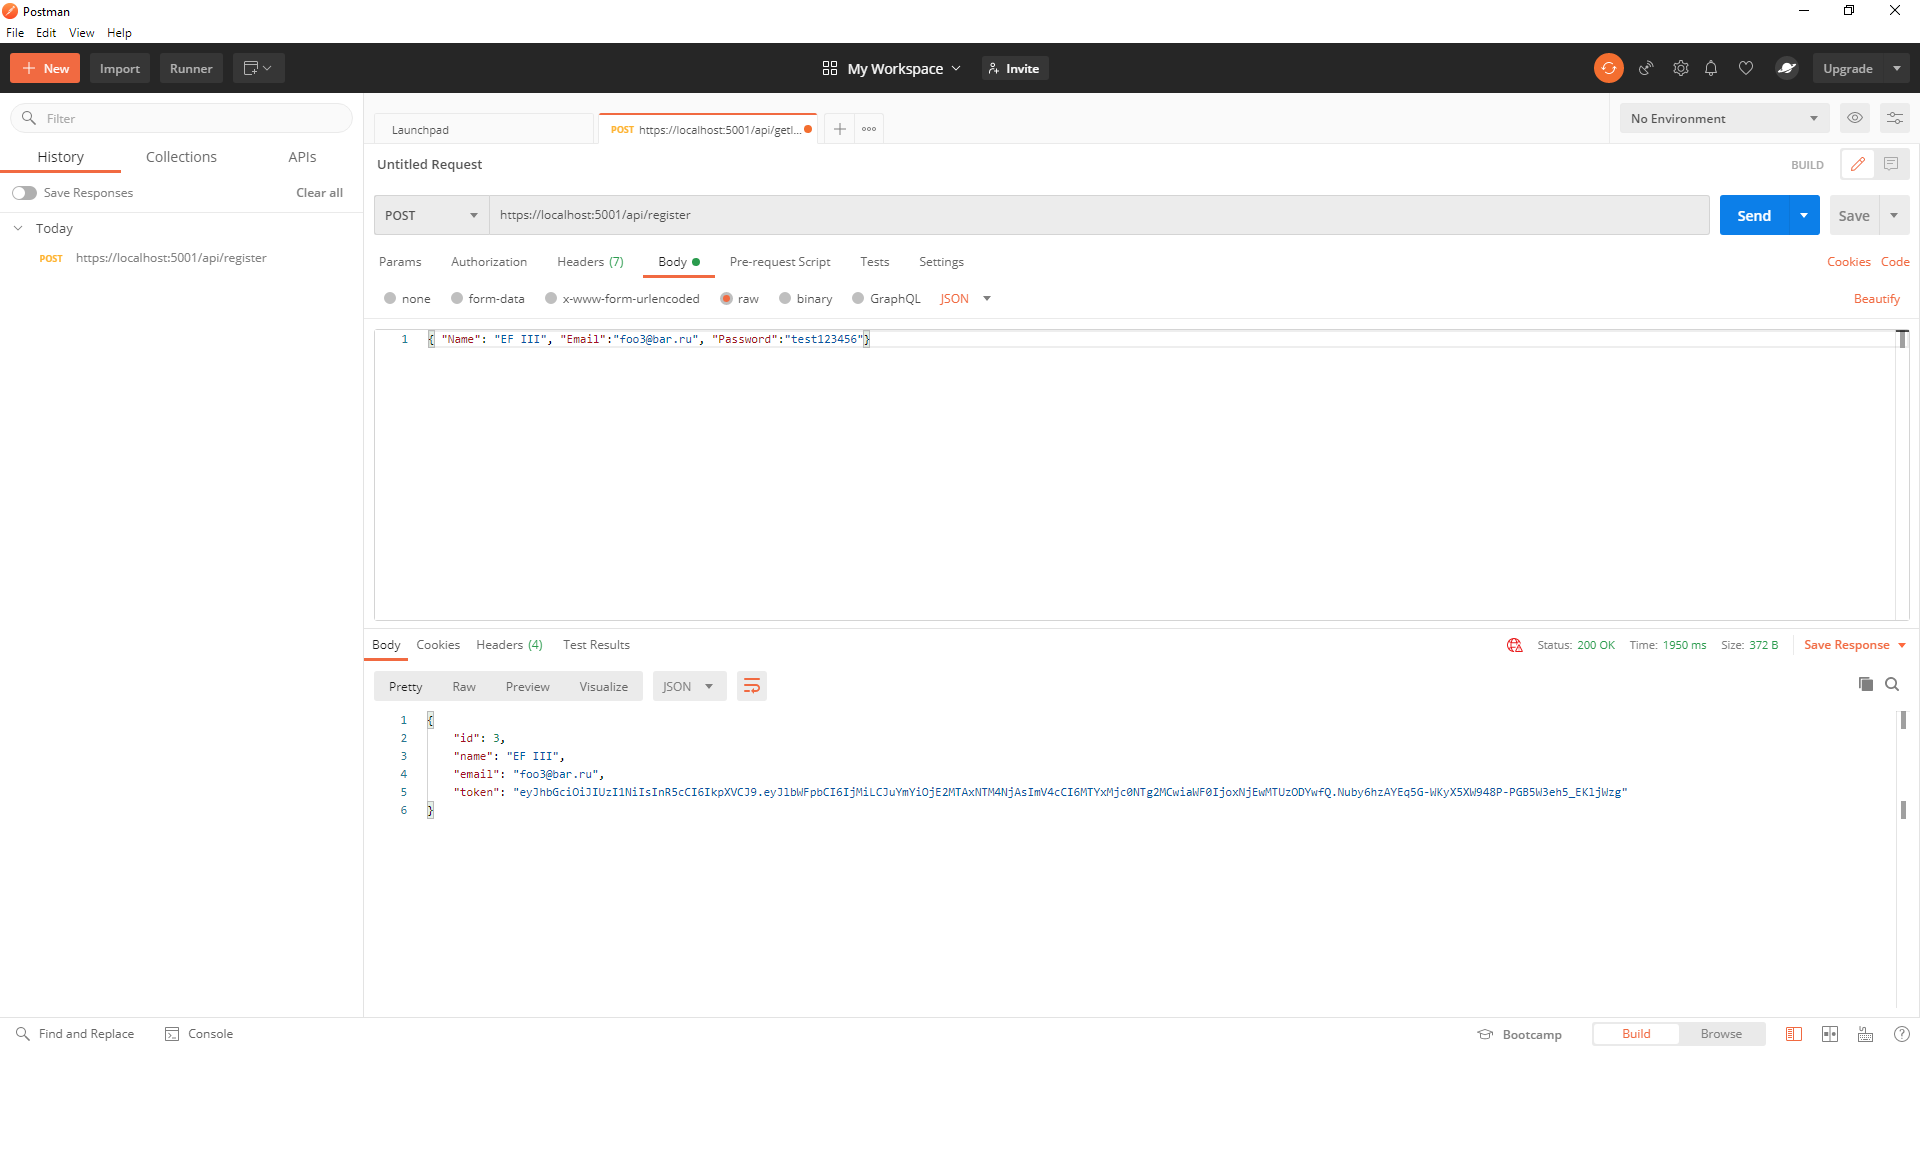 Postman
File Edit View Help
New Import Runner My Workspace Invite Upgrade
Filter
History Collections APIs
Save Responses Clear all
Today
POST https://localhost:5001/api/register
Launchpad POST https://localhost:5001/api/getI... No Environment
Untitled Request BUILD
POST https://localhost:5001/api/register Send Save
Params Authorization Headers (7) Body Pre-request Script Tests Settings Cookies Code
none form-data x-www-form-urlencoded raw binary GraphQL JSON Beautify
1 { "Name": "EF III", "Email":"foo3@bar.ru", "Password":"test123456"}
Body Cookies Headers (4) Test Results Status: 200 OK Time: 1950 ms Size: 372 B Save Response
Pretty Raw Preview Visualize JSON
1 {
2 "id": 3,
3 "name": "EF III",
4 "email": "foo3@bar.ru",
5 "token": "eyJhbGciOiJIUzI1NiIsInR5cCI6IkpXVCJ9.eyJlbWFpbCI6IjMiLCJuYmYiOjE2MTAxNTM4NjAsImV4cCI6MTYxMjc0NTg2MCwiaWF0IjoxNjEwMTUzODYwfQ.Nuby6hzAYEq5G-WKyX5XW948P-PGB5W3eh5_EKljWzg"
6 }
Find and Replace Console Bootcamp Build Browse